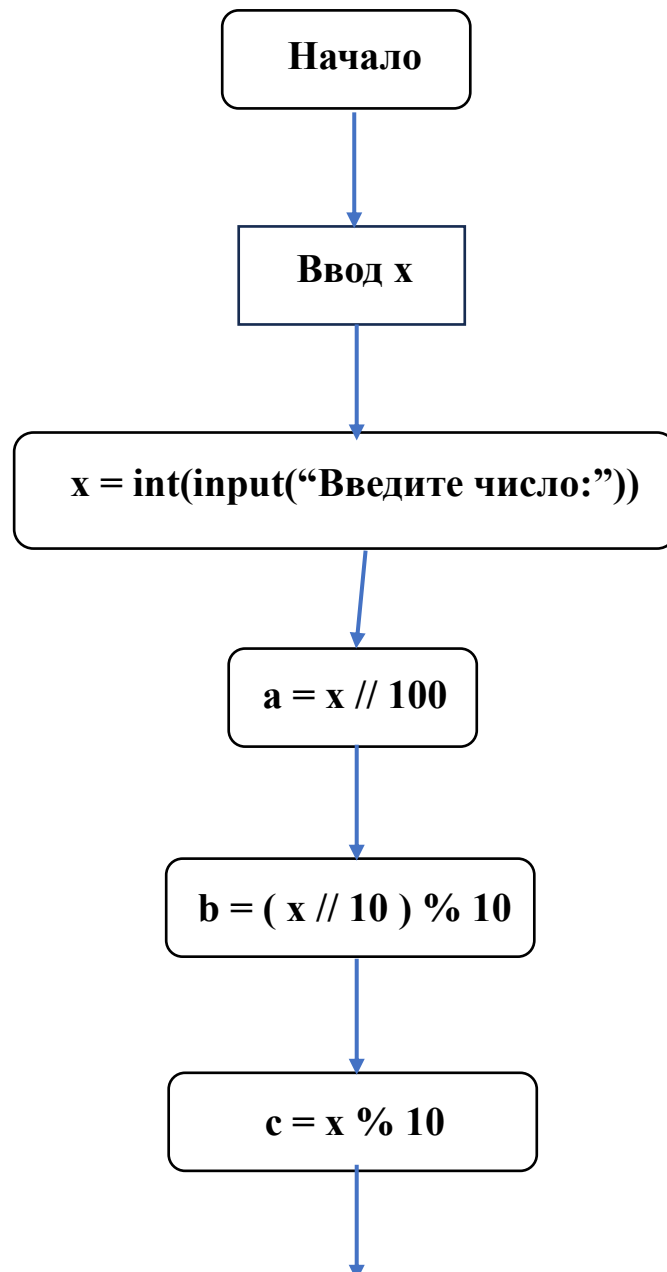 Начало
Ввод x
x = int(input(“Введите число:”))
a = x // 100
b = ( x // 10 ) % 10
c = x % 10